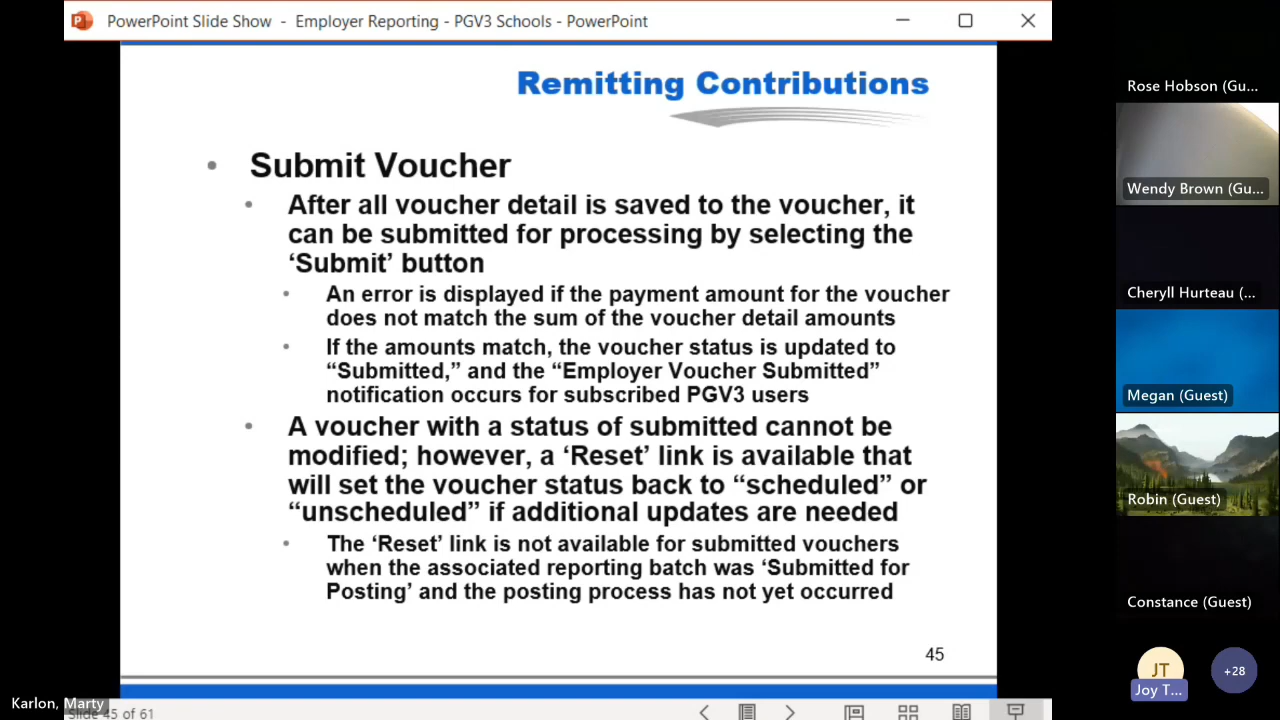 PowerPoint Slide Show - Employer Reporting - PGV3 Schools - PowerPoint
Remitting Contributions
• Submit Voucher
• After all voucher detail is saved to the voucher, it
can be submitted for processing by selecting the
‘Submit’ button
• An error is displayed if the payment amount for the voucher
does not match the sum of the voucher detail amounts
• If the amounts match, the voucher status is updated to
“Submitted,” and the “Employer Voucher Submitted”
notification occurs for subscribed PGV3 users
• A voucher with a status of submitted cannot be
modified; however, a ‘Reset’ link is available that
will set the voucher status back to “scheduled” or
“unscheduled” if additional updates are needed
• The ‘Reset’ link is not available for submitted vouchers
when the associated reporting batch was ‘Submitted for
Posting’ and the posting process has not yet occurred
45
Slide 45 of 61
Karlon, Marty
Rose Hobson (Gu...
Wendy Brown (Gu...
Cheryll Hurteau (...
Megan (Guest)
Robin (Guest)
Constance (Guest)
JT
Joy T...
+28